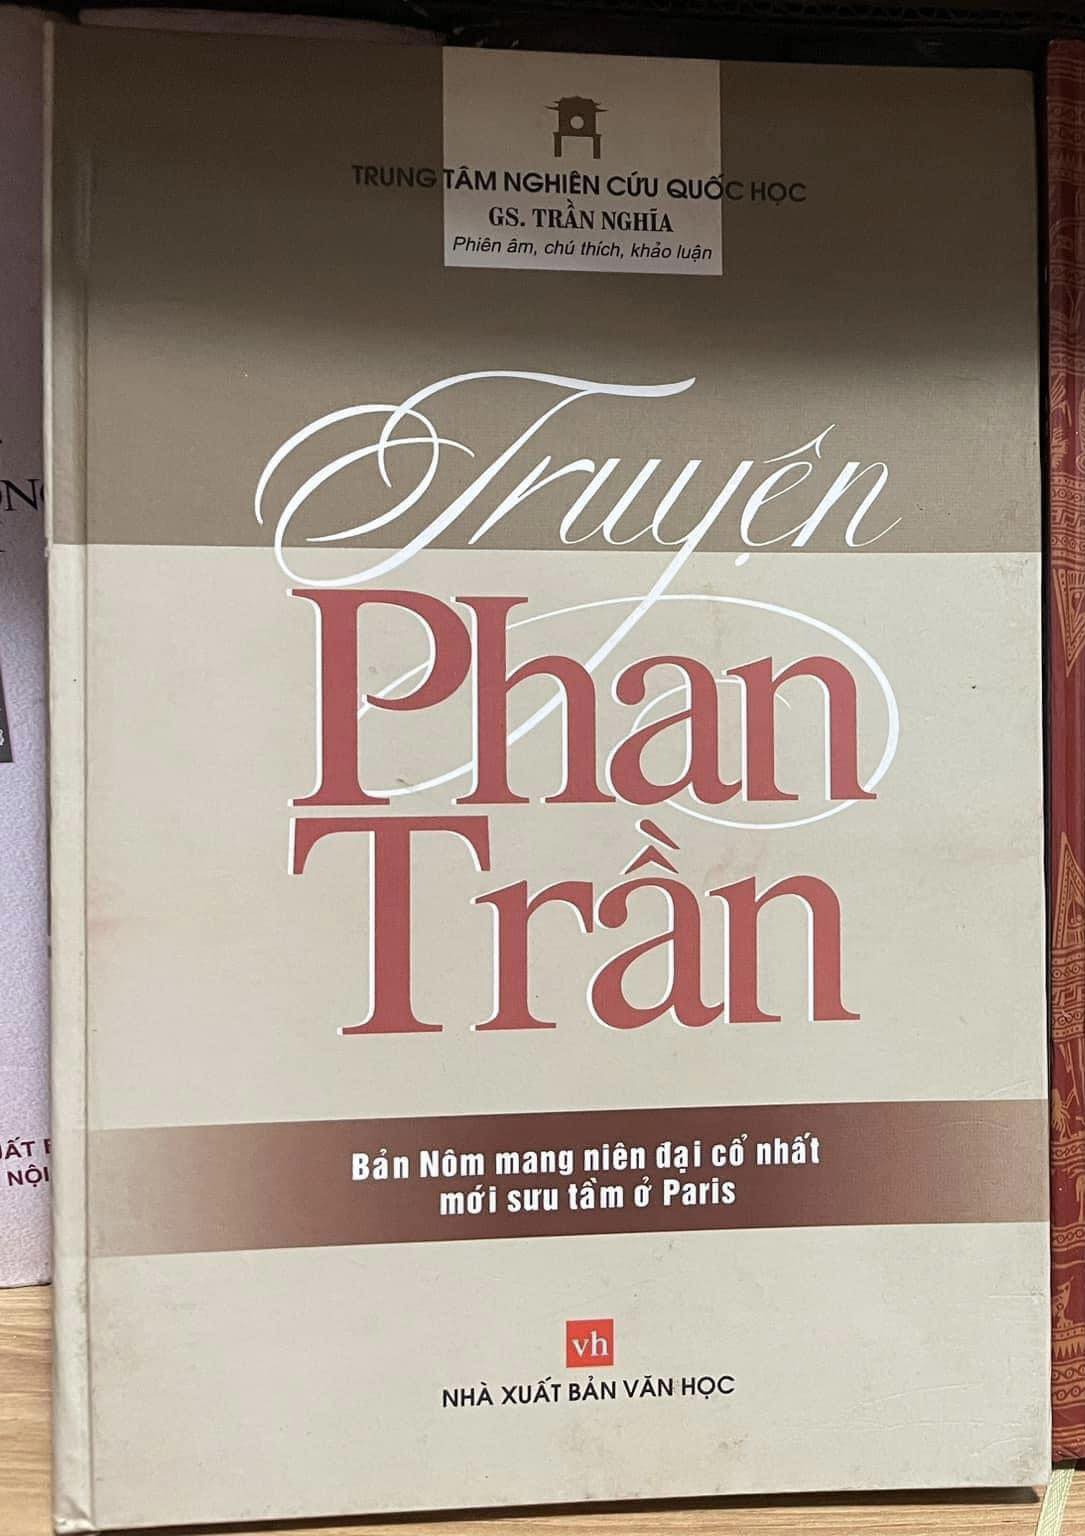 TRUNG TÂM NGHIÊN CỨU QUỐC HỌC
GS. TRẦN NGHĨA
Phiên âm, chú thích, khảo luận
Truyện
Phan
Trần
Bản Nôm mang niên đại cổ nhất
mới sưu tầm ở Paris
vh
NHÀ XUẤT BẢN VĂN HỌC
NỘI